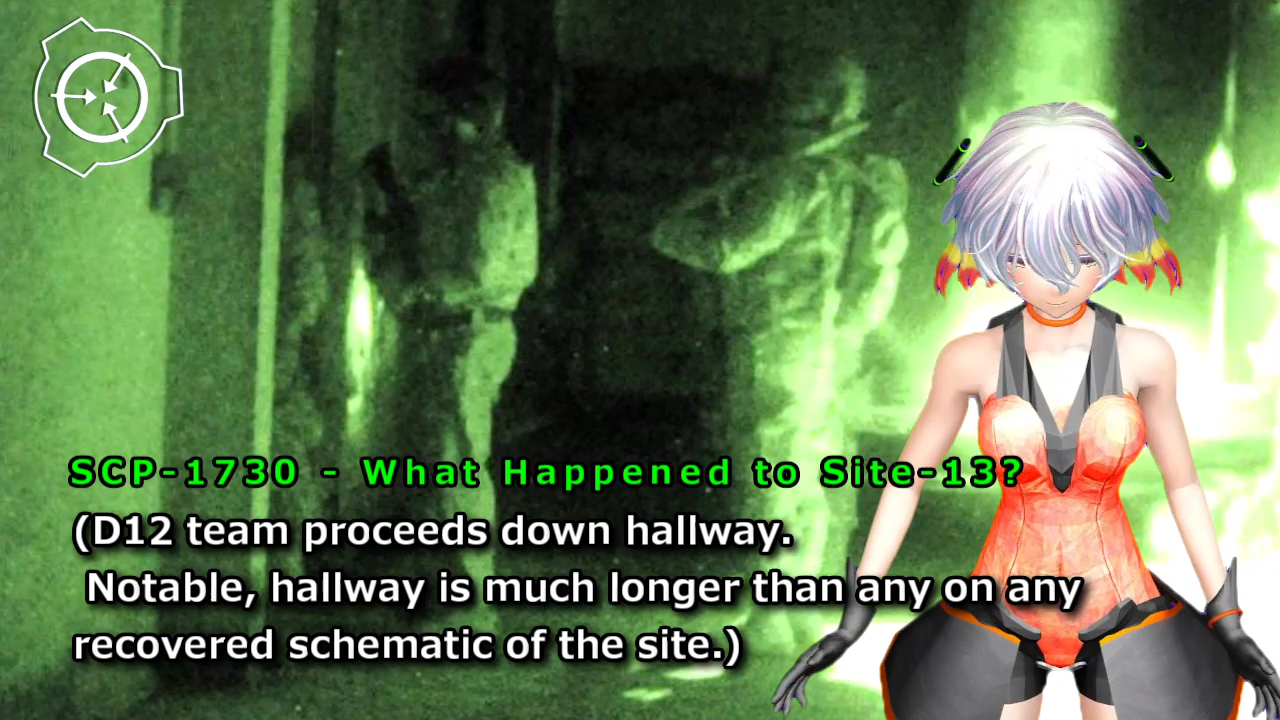 SCP-1730 - What Happened to Site-13?
(D12 team proceeds down hallway.
Notable, hallway is much longer than any on any
recovered schematic of the site.)